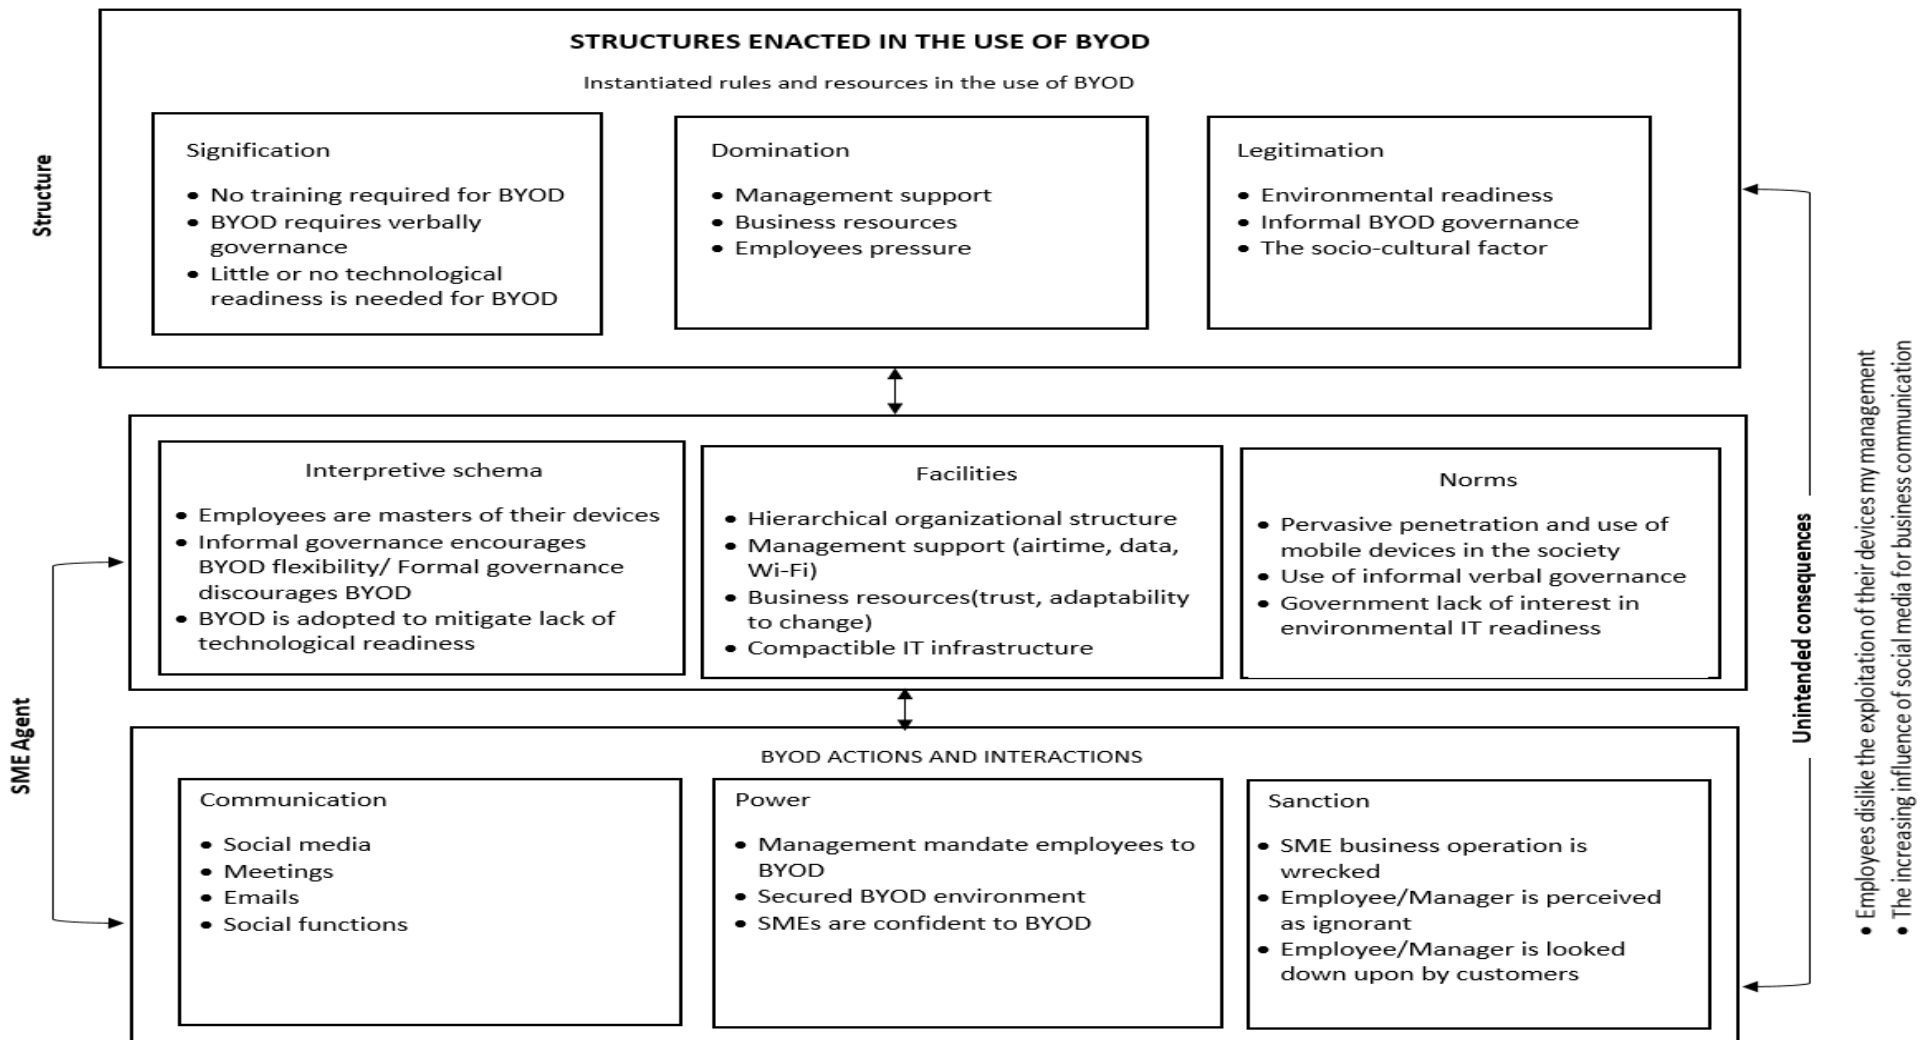 STRUCTURES ENACTED IN THE USE OF BYOD
Instantiated rules and resources in the use of BYOD
Structure
Signification
• No training required for BYOD
• BYOD requires verbally
governance
• Little or no technological
readiness is needed for BYOD
Domination
• Management support
• Business resources
• Employees pressure
Legitimation
• Environmental readiness
• Informal BYOD governance
• The socio-cultural factor
SME Agent
Interpretive schema
• Employees are masters of their devices
• Informal governance encourages
BYOD flexibility/ Formal governance
discourages BYOD
• BYOD is adopted to mitigate lack of
technological readiness
Facilities
• Hierarchical organizational structure
• Management support (airtime, data,
Wi-Fi)
• Business resources(trust, adaptability
to change)
• Compactible IT infrastructure
Norms
• Pervasive penetration and use of
mobile devices in the society
• Use of informal verbal governance
• Government lack of interest in
environmental IT readiness
BYOD ACTIONS AND INTERACTIONS
Communication
• Social media
• Meetings
• Emails
• Social functions
Power
• Management mandate employees to
BYOD
• Secured BYOD environment
• SMEs are confident to BYOD
Sanction
• SME business operation is
wrecked
• Employee/Manager is perceived
as ignorant
• Employee/Manager is looked
down upon by customers
Unintended consequences
• Employees dislike the exploitation of their devices my management
• The increasing influence of social media for business communication